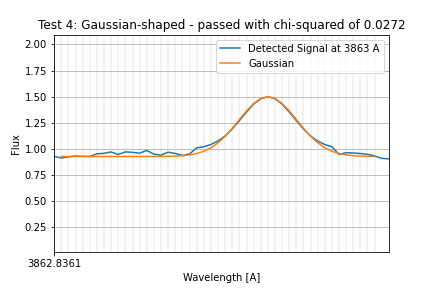 Test 4: Gaussian-shaped - passed with chi-squared of 0.0272
2.00
Detected Signal at 3863 A
Gaussian
1.75
1.50
1.25
1.00
0.75
0.50
0.25
Flux
3862.8361
Wavelength [A]